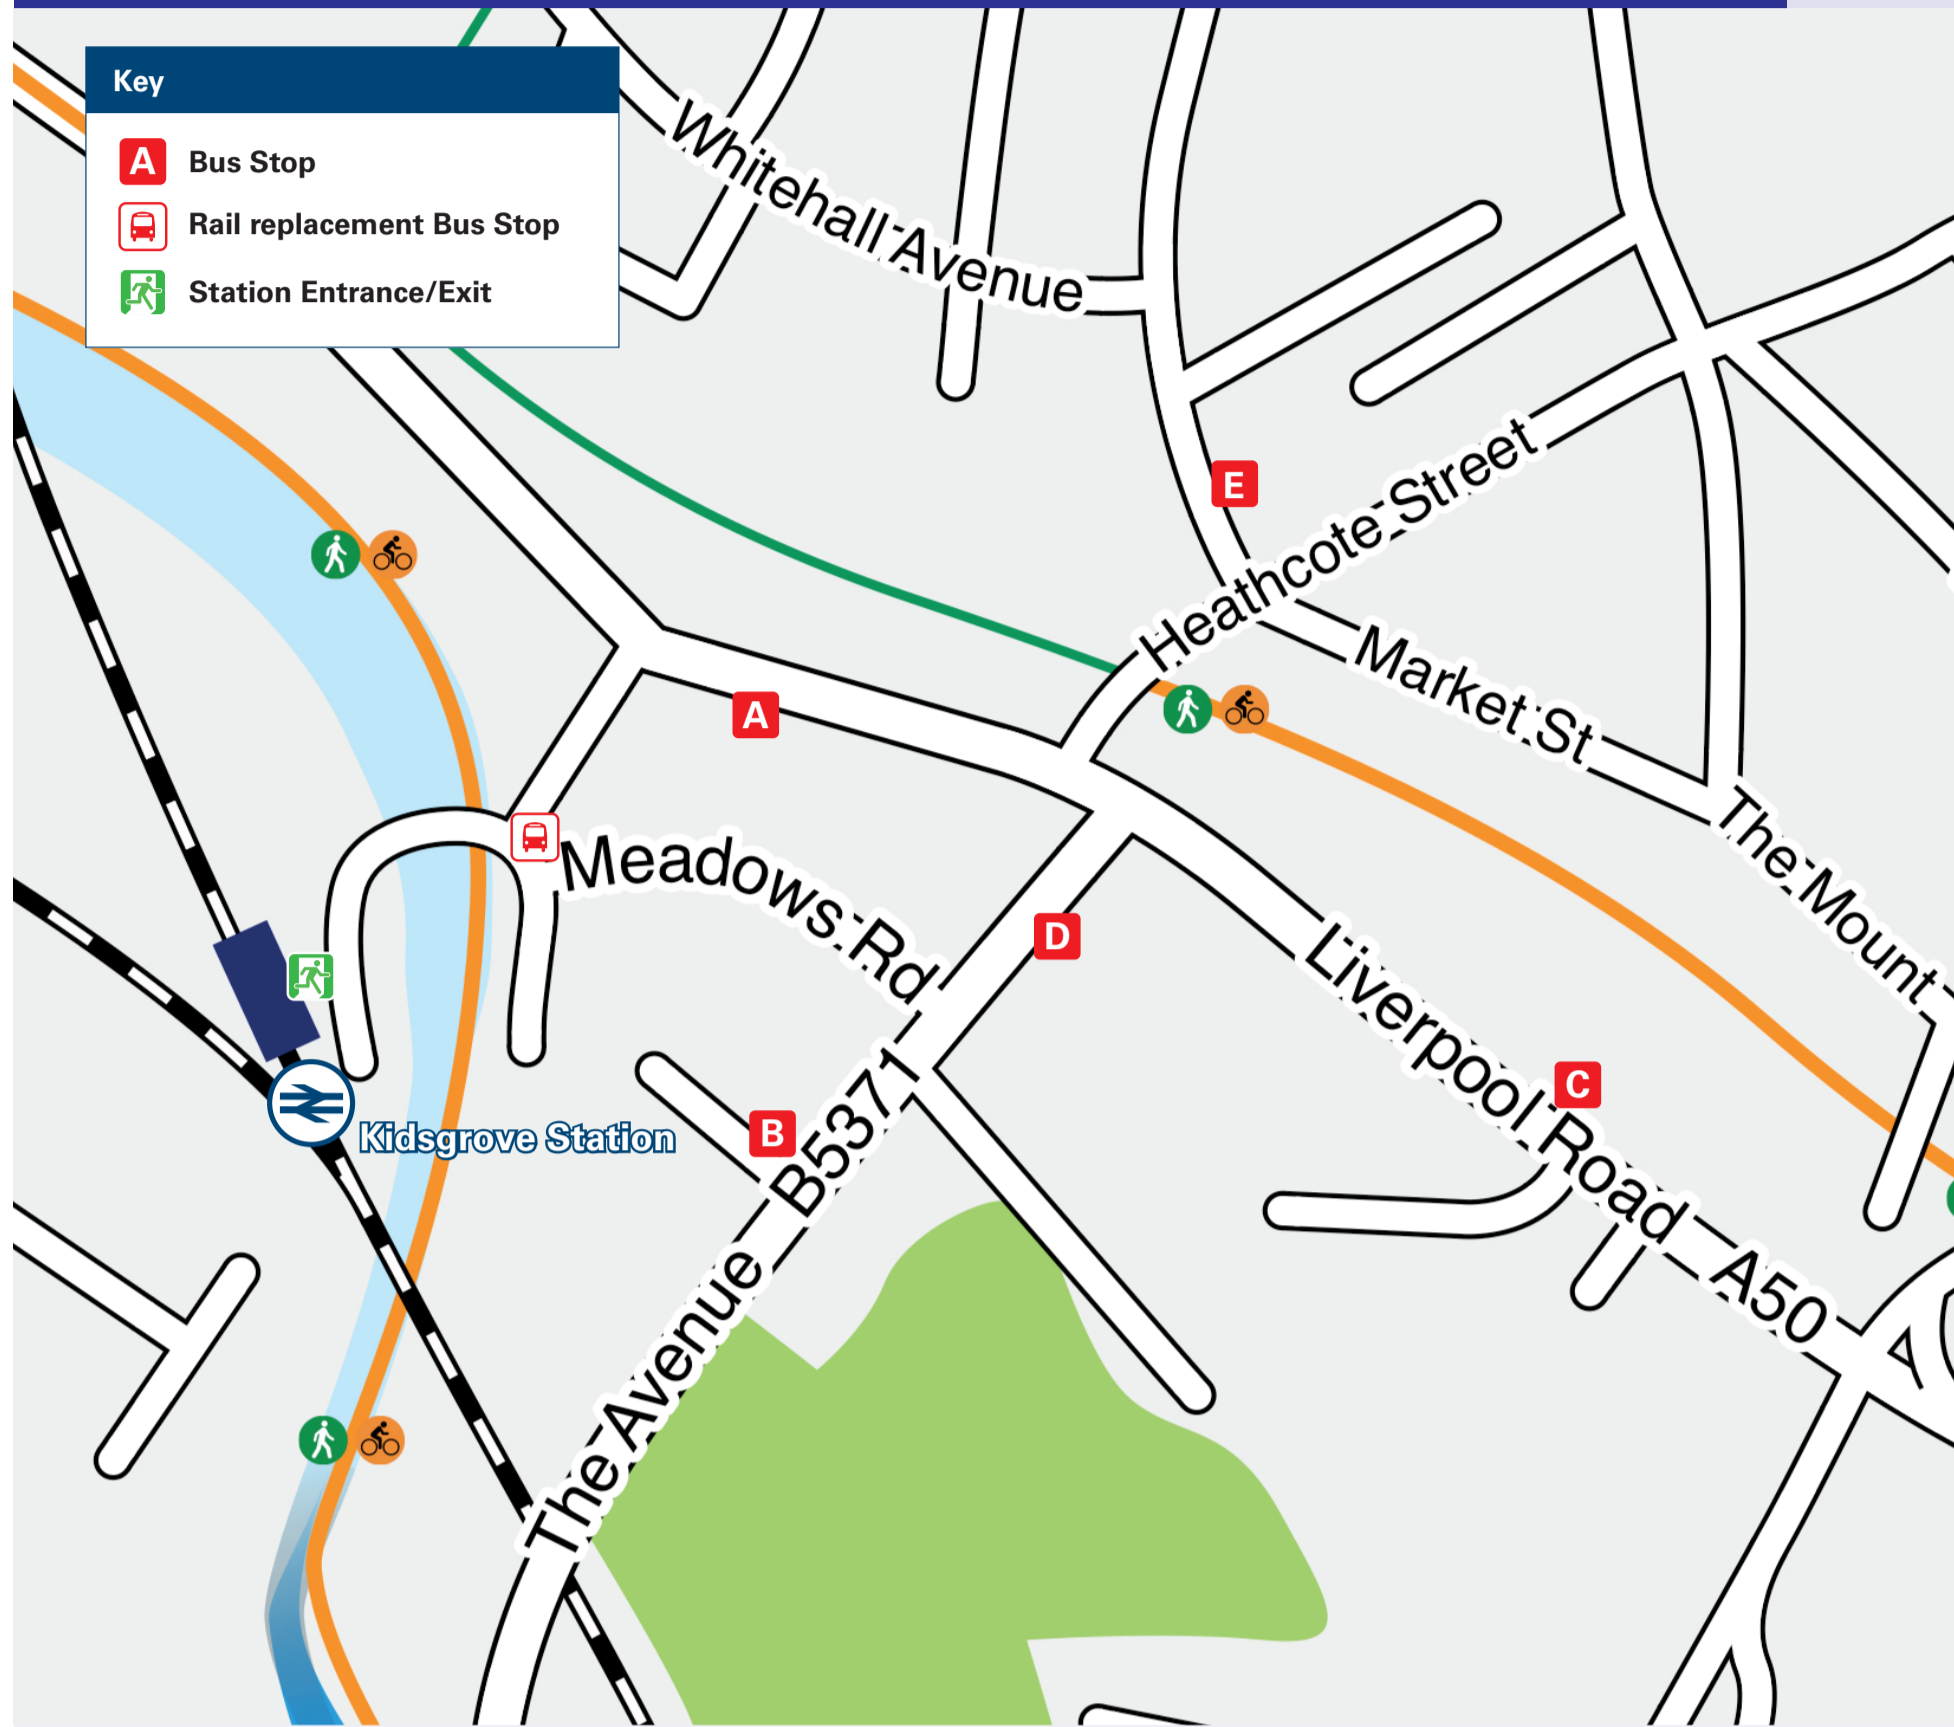 Key
A Bus Stop
Rail replacement Bus Stop
Station Entrance/Exit
Whitehall Avenue
E
Heathcote Street
Market St
A
The Mount
Meadows Rd
D
Liverpool Road A50
C
B
The Avenue B5371
Kidsgrove Station